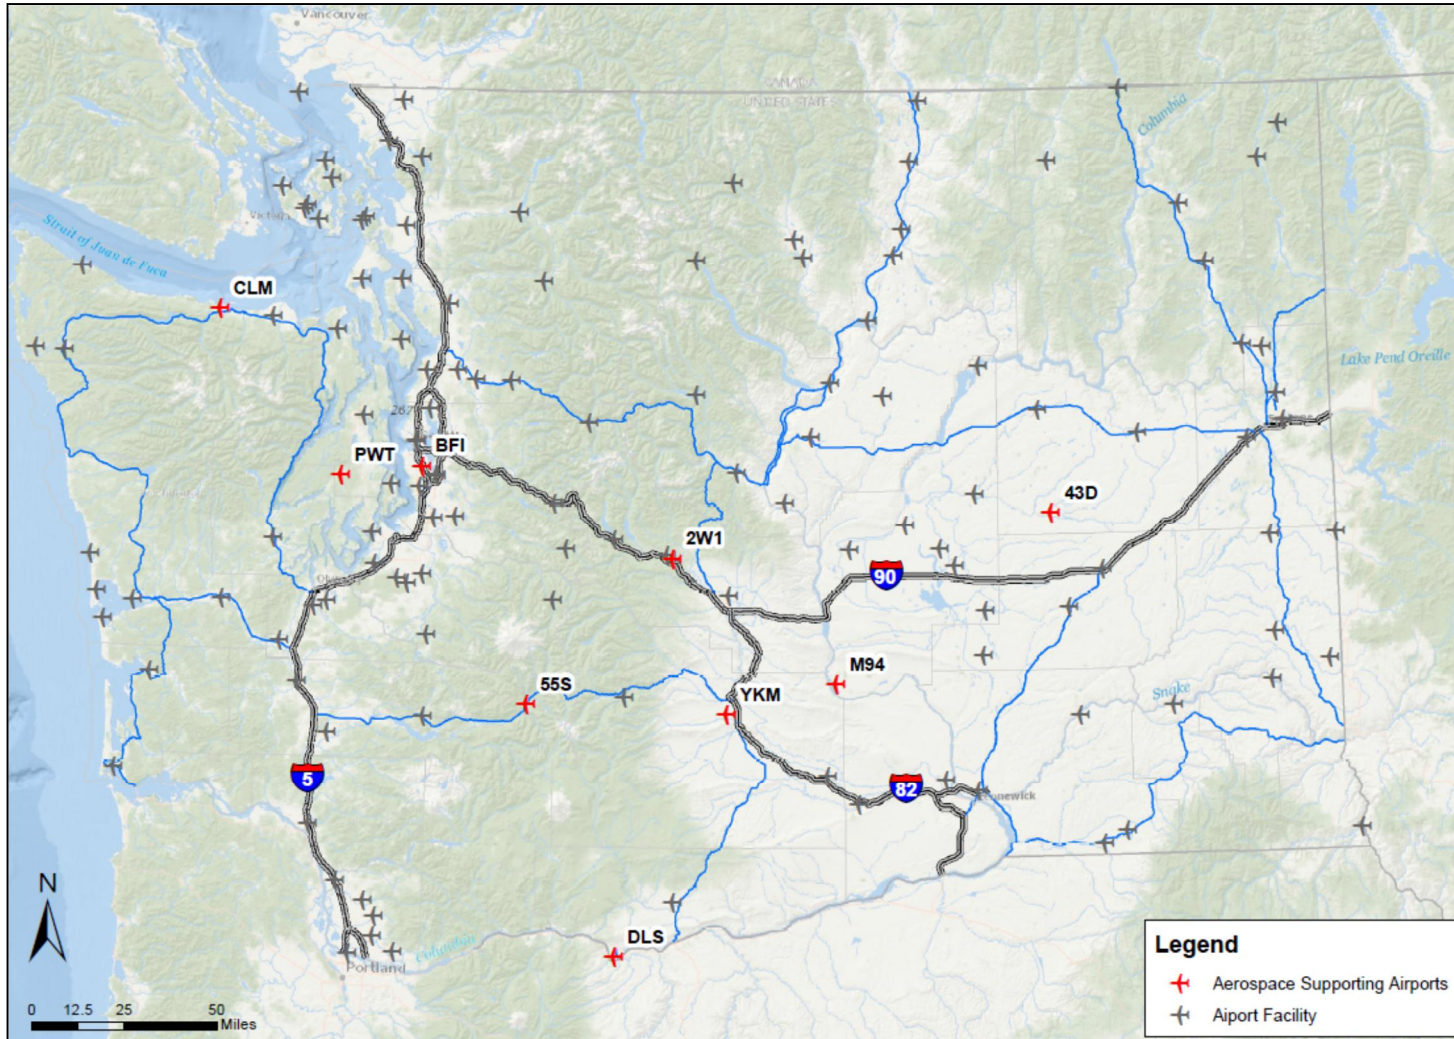 Vancouver
CANADA
UNITED STATES
Columbia
Strait of Juan de Fuca
CLM
Lake Pend Oreille
267
PWT
BFI
43D
2W1
90
M94
55S
YKM
Snake
5
82
N
DLS
Columbia
Portland
Legend
Aerospace Supporting Airports
Aiport Facility
0 12.5 25 50
Miles